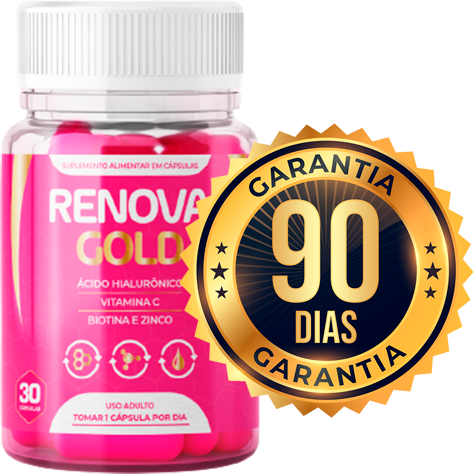 SUPLEMENTO ALIMENTAR EM CÁPSULAS
RENOVA
GOLD
ÁCIDO HIALURÔNICO
VITAMINA C
BIOTINA E ZINCO
30
CÁPSULAS
USO ADULTO
TOMAR 1 CÁPSULA POR DIA
GARANTIA
90
DIAS
GARANTIA